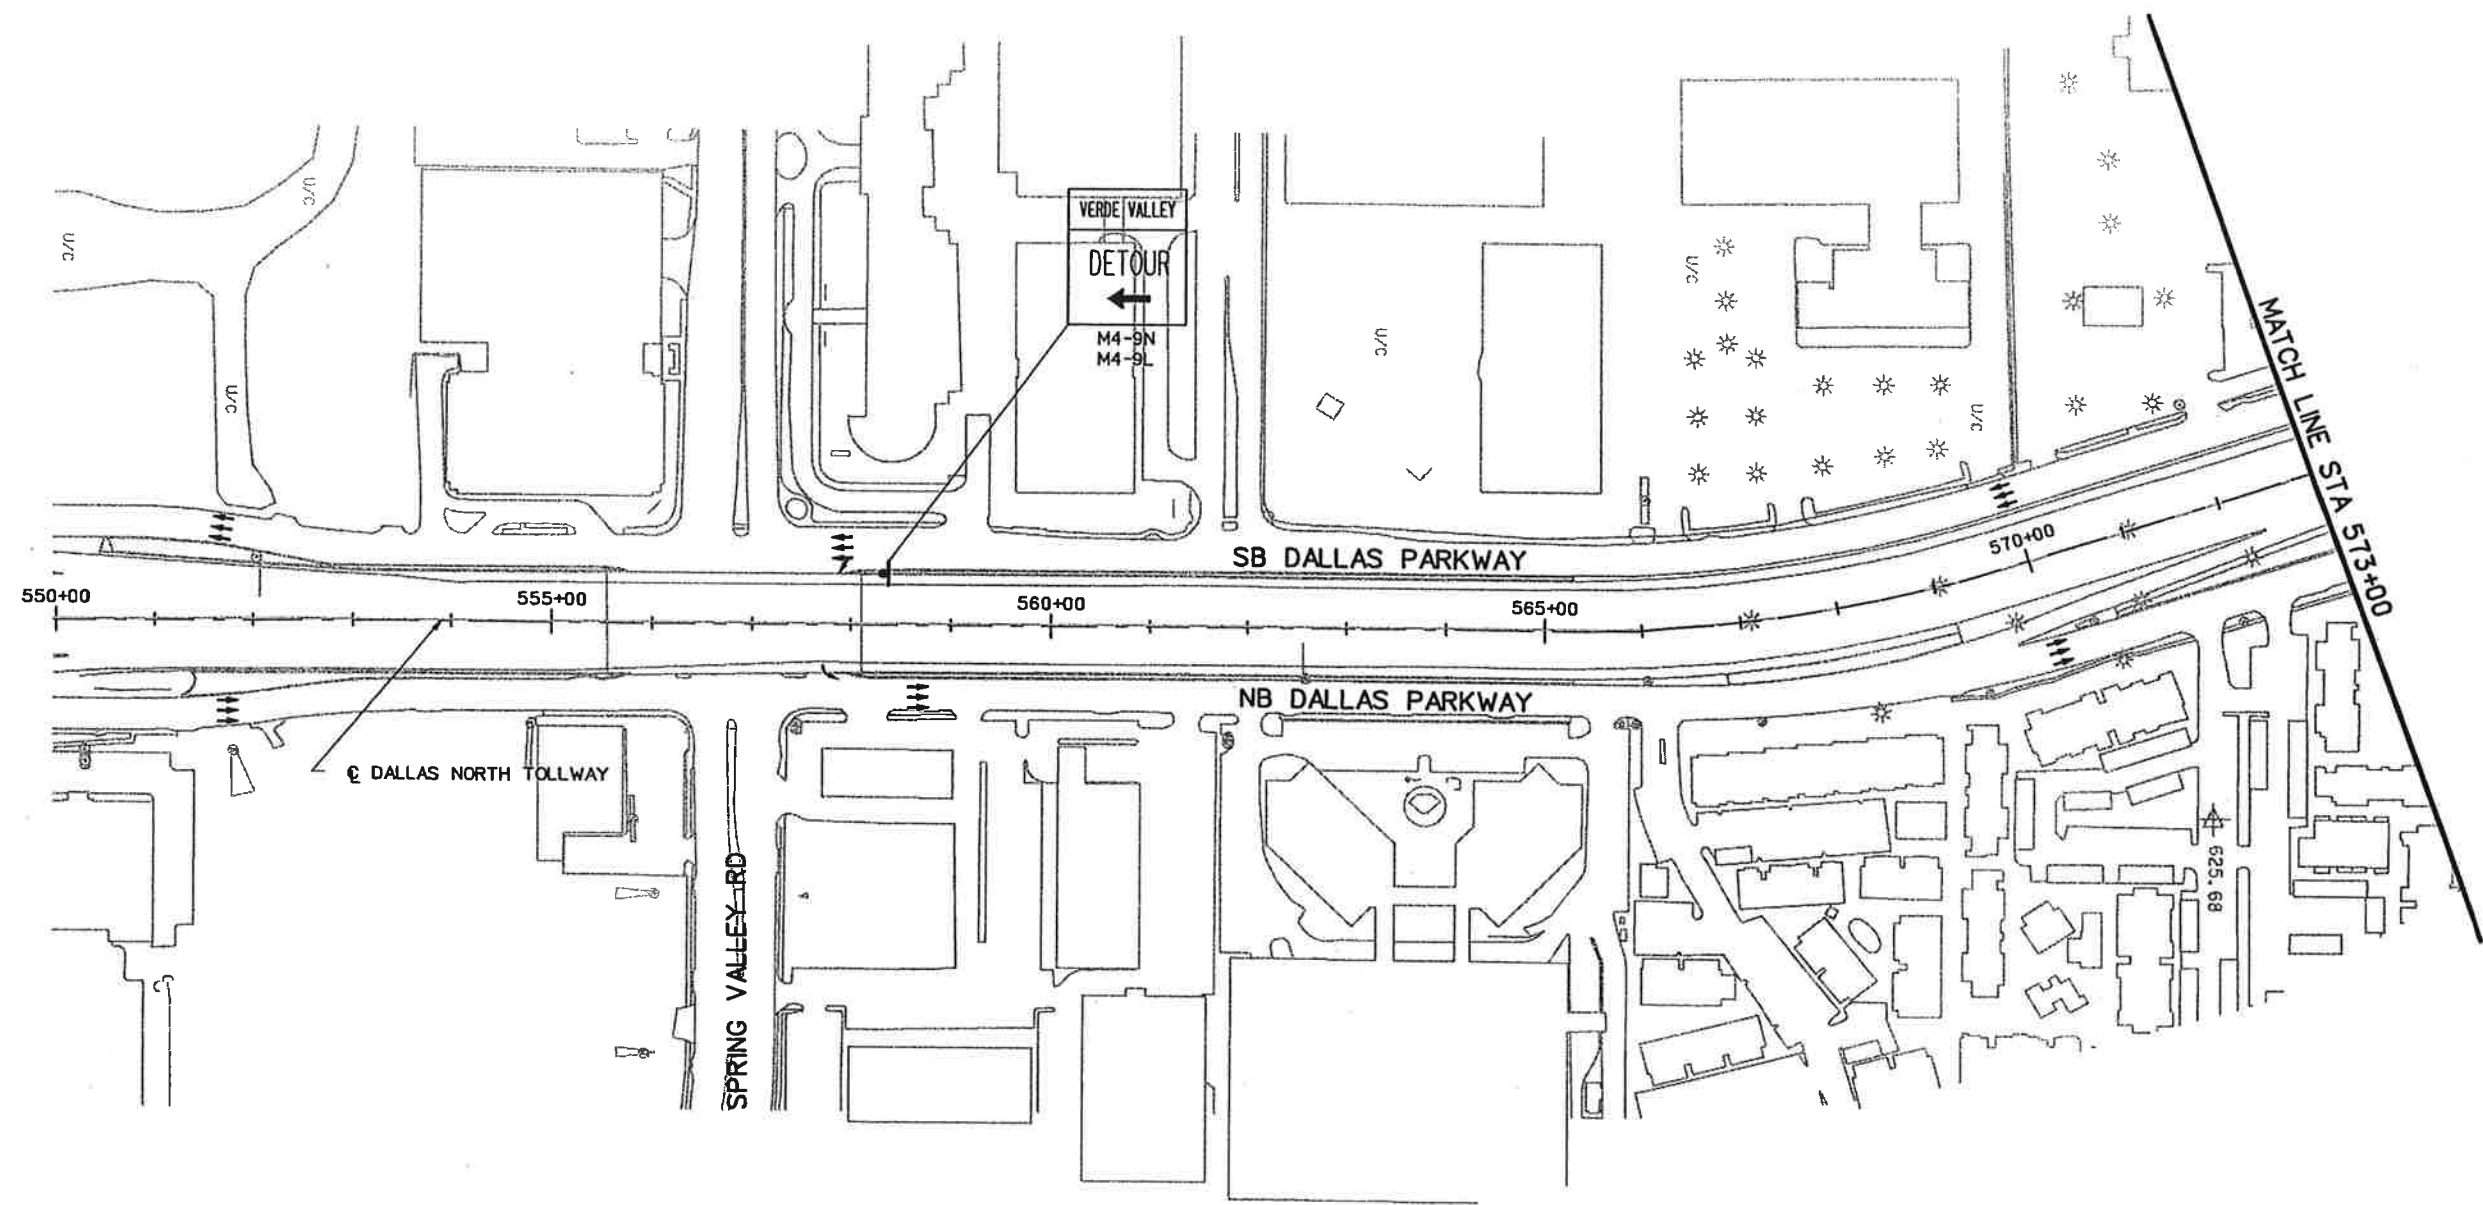 U/C
U/C
U/C
VERDE VALLEY
DETOUR
M4-9N
M4-9L
U/C
U/C
U/C
MATCH LINE STA 573+00
SB DALLAS PARKWAY
550+00
555+00
560+00
565+00
570+00
NB DALLAS PARKWAY
℄ DALLAS NORTH TOLLWAY
SPRING VALLEY RD
625.68